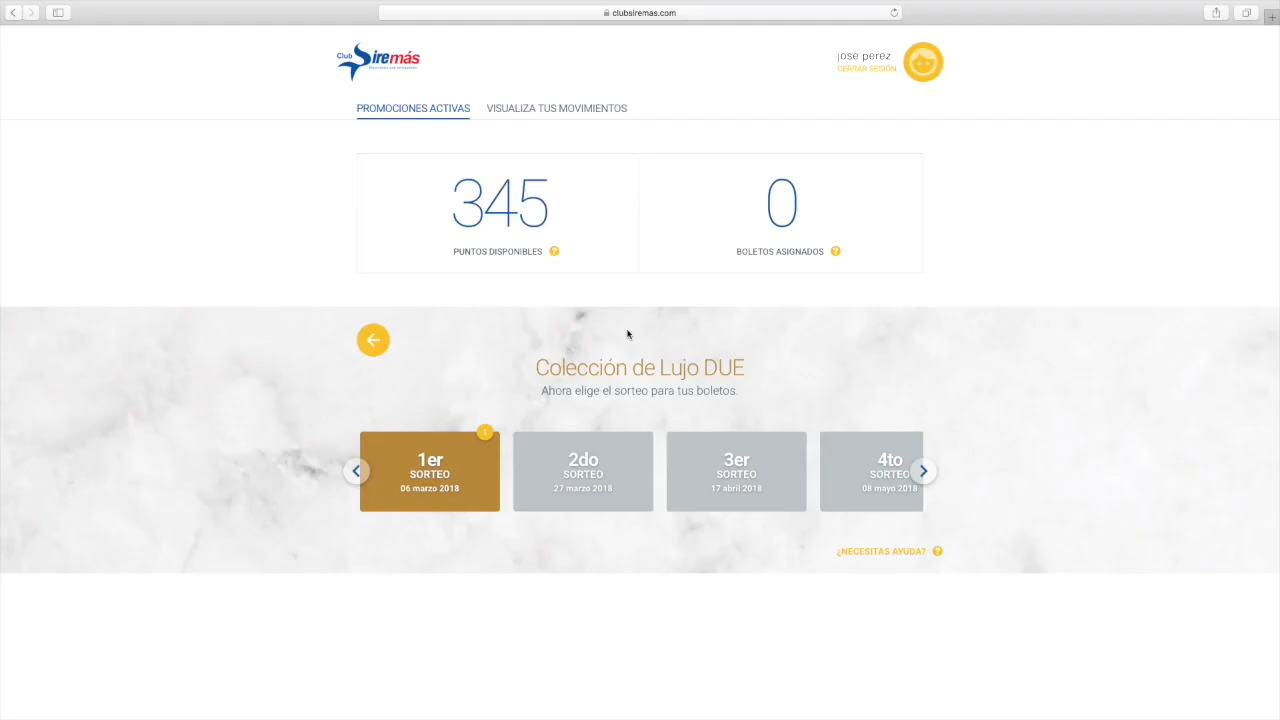 clubsiremas.com
Club Siremás
jose perez
CERRAR SESIÓN
PROMOCIONES ACTIVAS VISUALIZA TUS MOVIMIENTOS
345 0
PUNTOS DISPONIBLES ? BOLETOS ASIGNADOS ?
Colección de Lujo DUE
Ahora elige el sorteo para tus boletos.
1
1er
SORTEO
06 marzo 2018
2do
SORTEO
27 marzo 2018
3er
SORTEO
17 abril 2018
4to
SORTEO
08 mayo 2018
¿NECESITAS AYUDA? ?